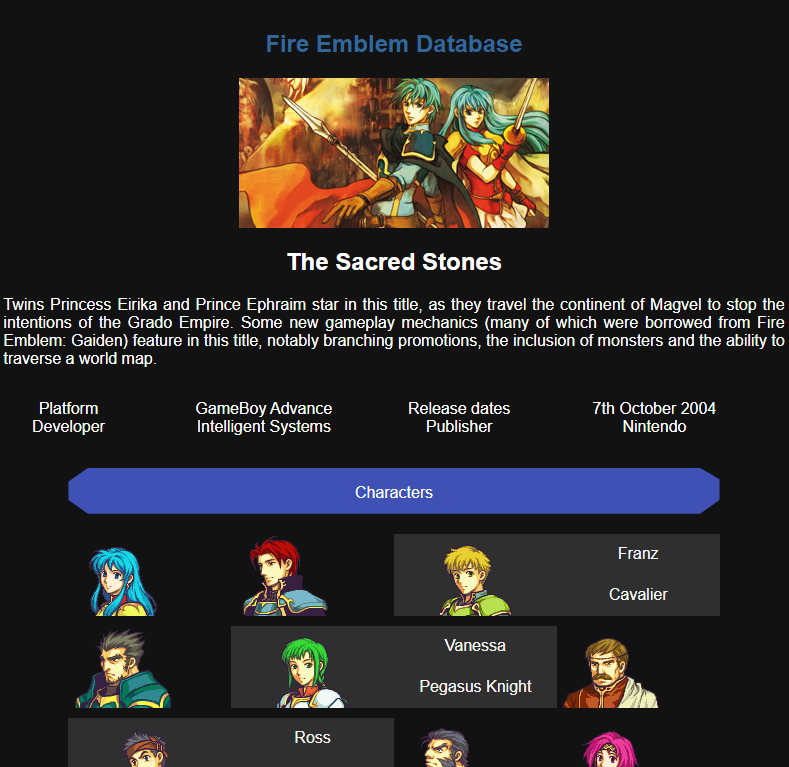 Fire Emblem Database
The Sacred Stones
Twins Princess Eirika and Prince Ephraim star in this title, as they travel the continent of Magvel to stop the
intentions of the Grado Empire. Some new gameplay mechanics (many of which were borrowed from Fire
Emblem: Gaiden) feature in this title, notably branching promotions, the inclusion of monsters and the ability to
traverse a world map.
Platform GameBoy Advance Release dates 7th October 2004
Developer Intelligent Systems Publisher Nintendo
Characters
Franz
Cavalier
Vanessa
Pegasus Knight
Ross